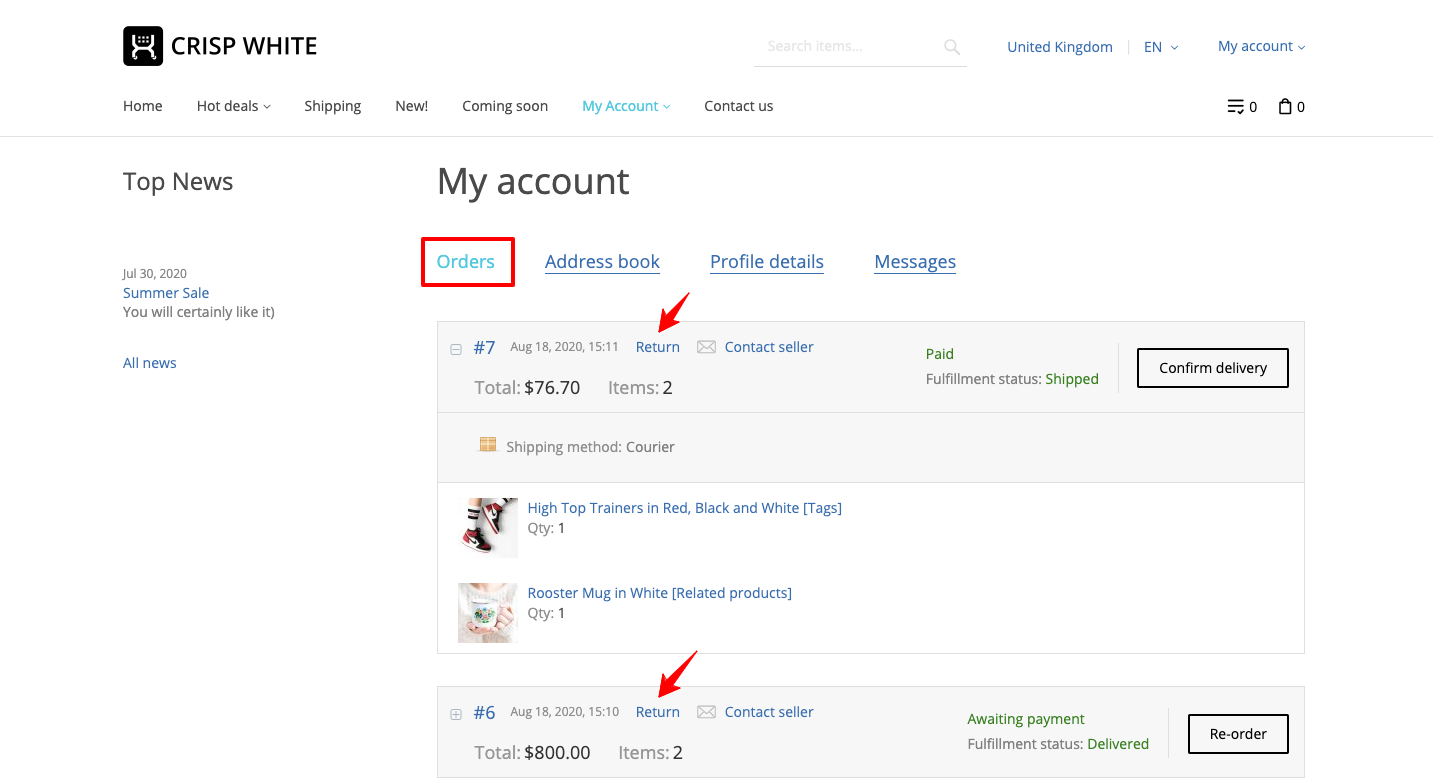 CRISP WHITE
Search items...
United Kingdom
EN
My account
Home
Hot deals
Shipping
New!
Coming soon
My Account
Contact us
0
0
Top News
Jul 30, 2020
Summer Sale
You will certainly like it)
All news
My account
Orders
Address book
Profile details
Messages
#7 Aug 18, 2020, 15:11 Return Contact seller
Total: $76.70 Items: 2
Paid
Fulfillment status: Shipped
Confirm delivery
Shipping method: Courier
High Top Trainers in Red, Black and White [Tags]
Qty: 1
Rooster Mug in White [Related products]
Qty: 1
#6 Aug 18, 2020, 15:10 Return Contact seller
Total: $800.00 Items: 2
Awaiting payment
Fulfillment status: Delivered
Re-order